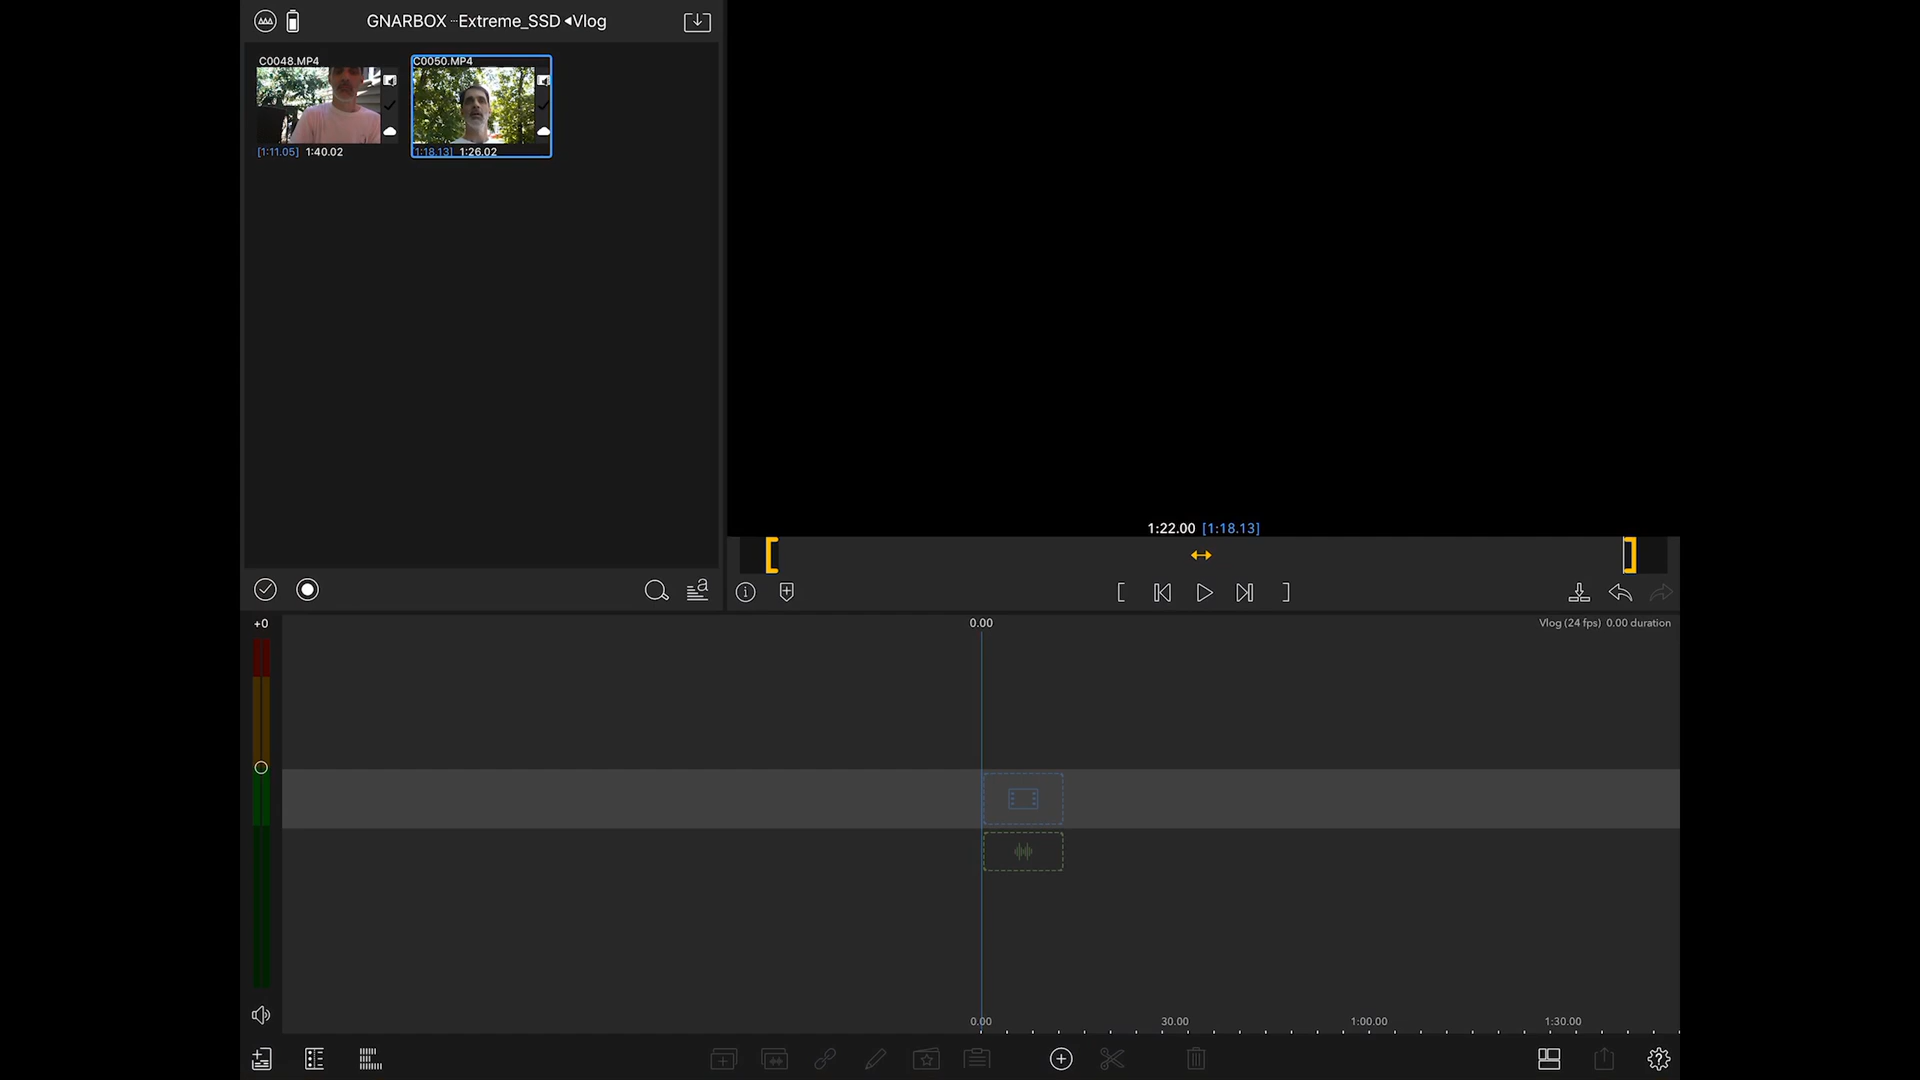 GNARBOX ··· Extreme_SSD ◂Vlog
C0048.MP4
C0050.MP4
[1:11.05] 1:40.02
[1:18.13] 1:26.02
1:22.00 [1:18.13]
+0
0.00
Vlog (24 fps) 0.00 duration
0.00
30.00
1:00.00
1:30.00